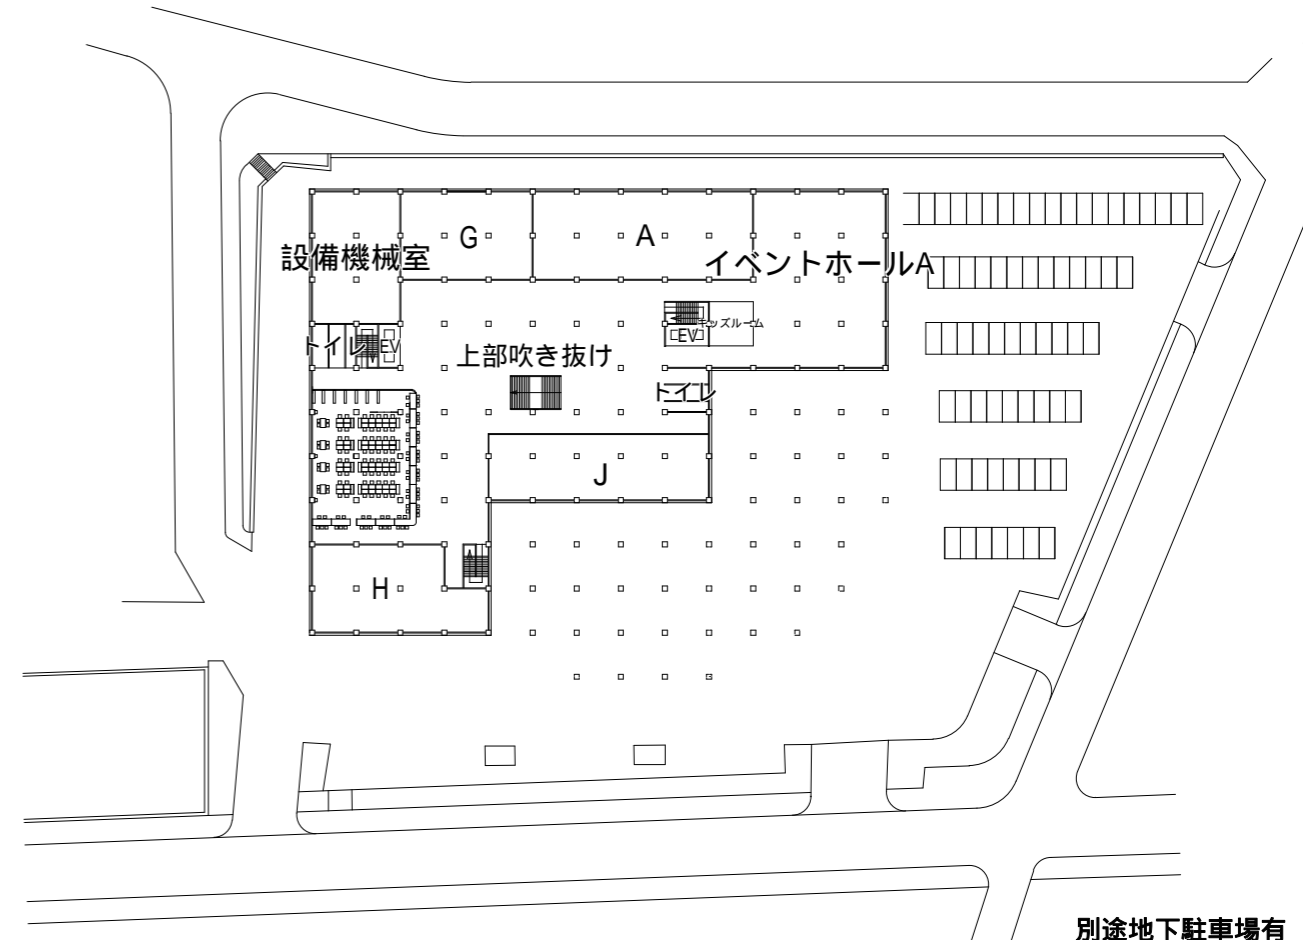 G
A
設備機械室
イベントホールA
キッズルーム
EV
トイレ
EV
上部吹き抜け
トイレ
J
H
別途地下駐車場有